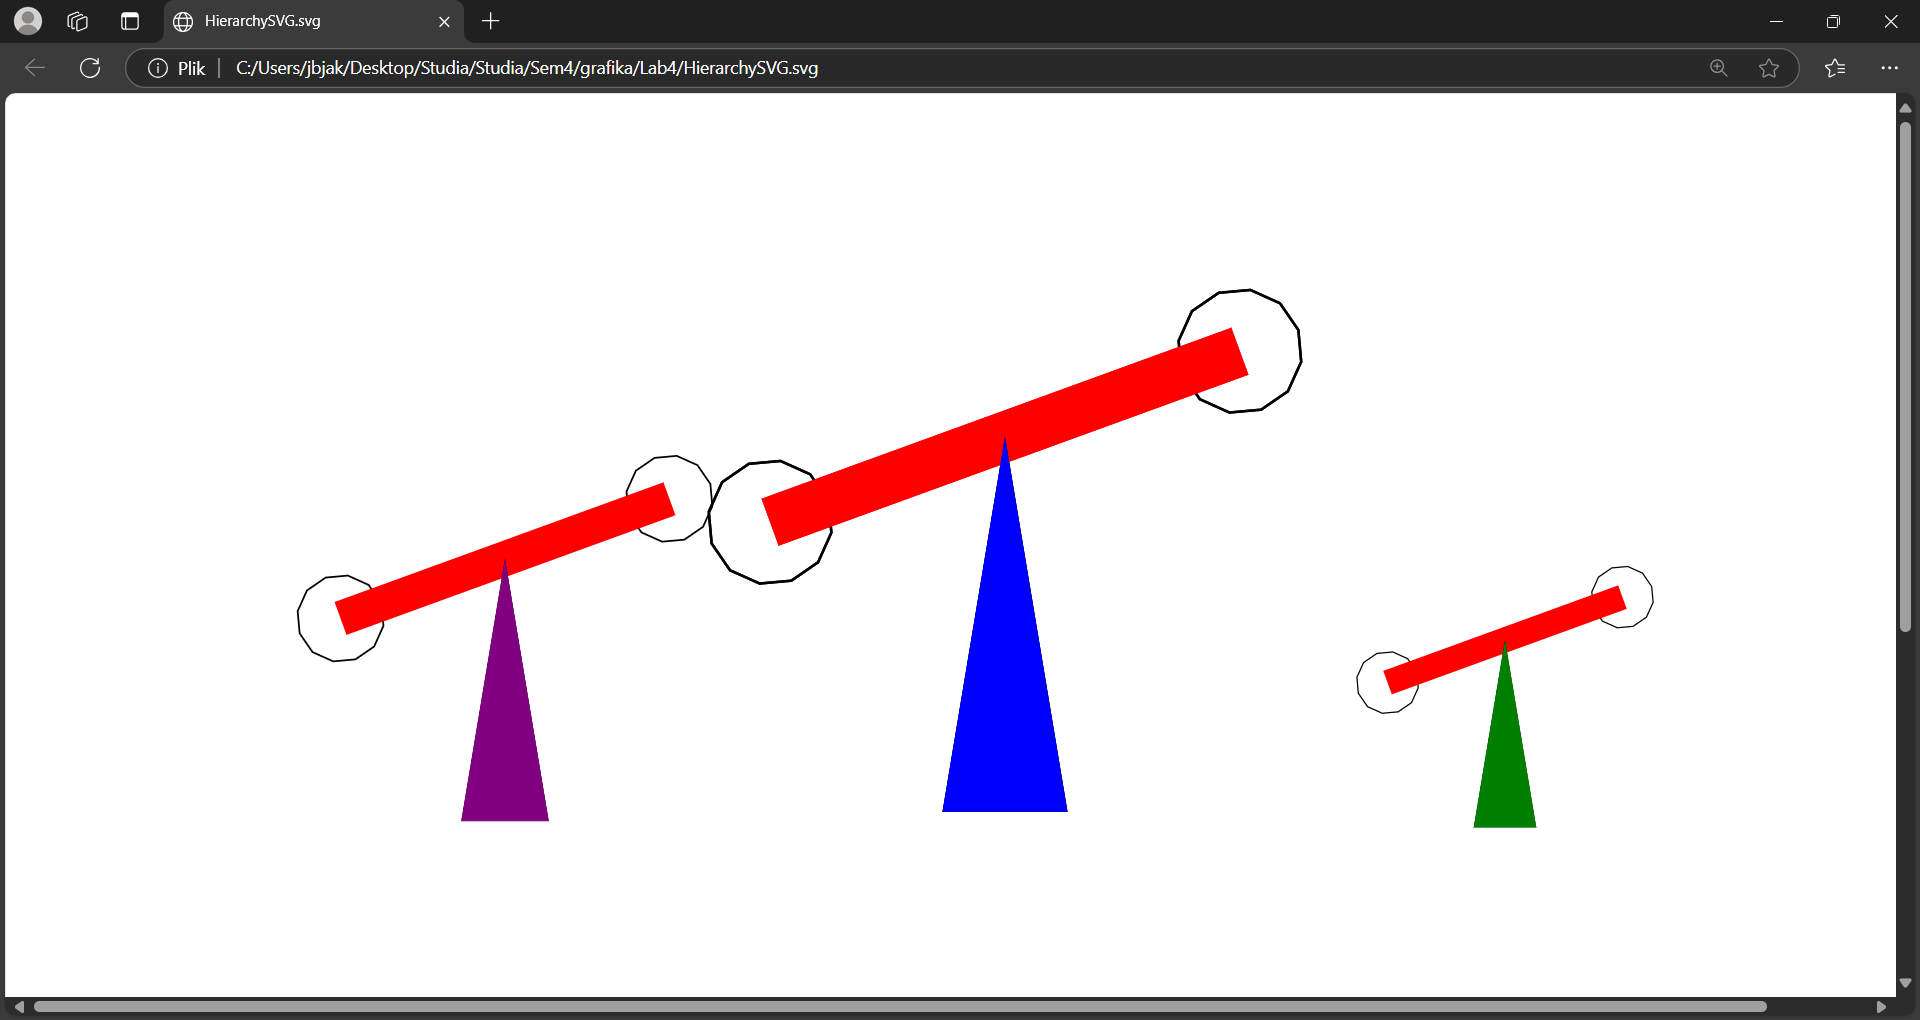 HierarchySVG.svg
Plik
C:/Users/jbjak/Desktop/Studia/Studia/Sem4/grafika/Lab4/HierarchySVG.svg